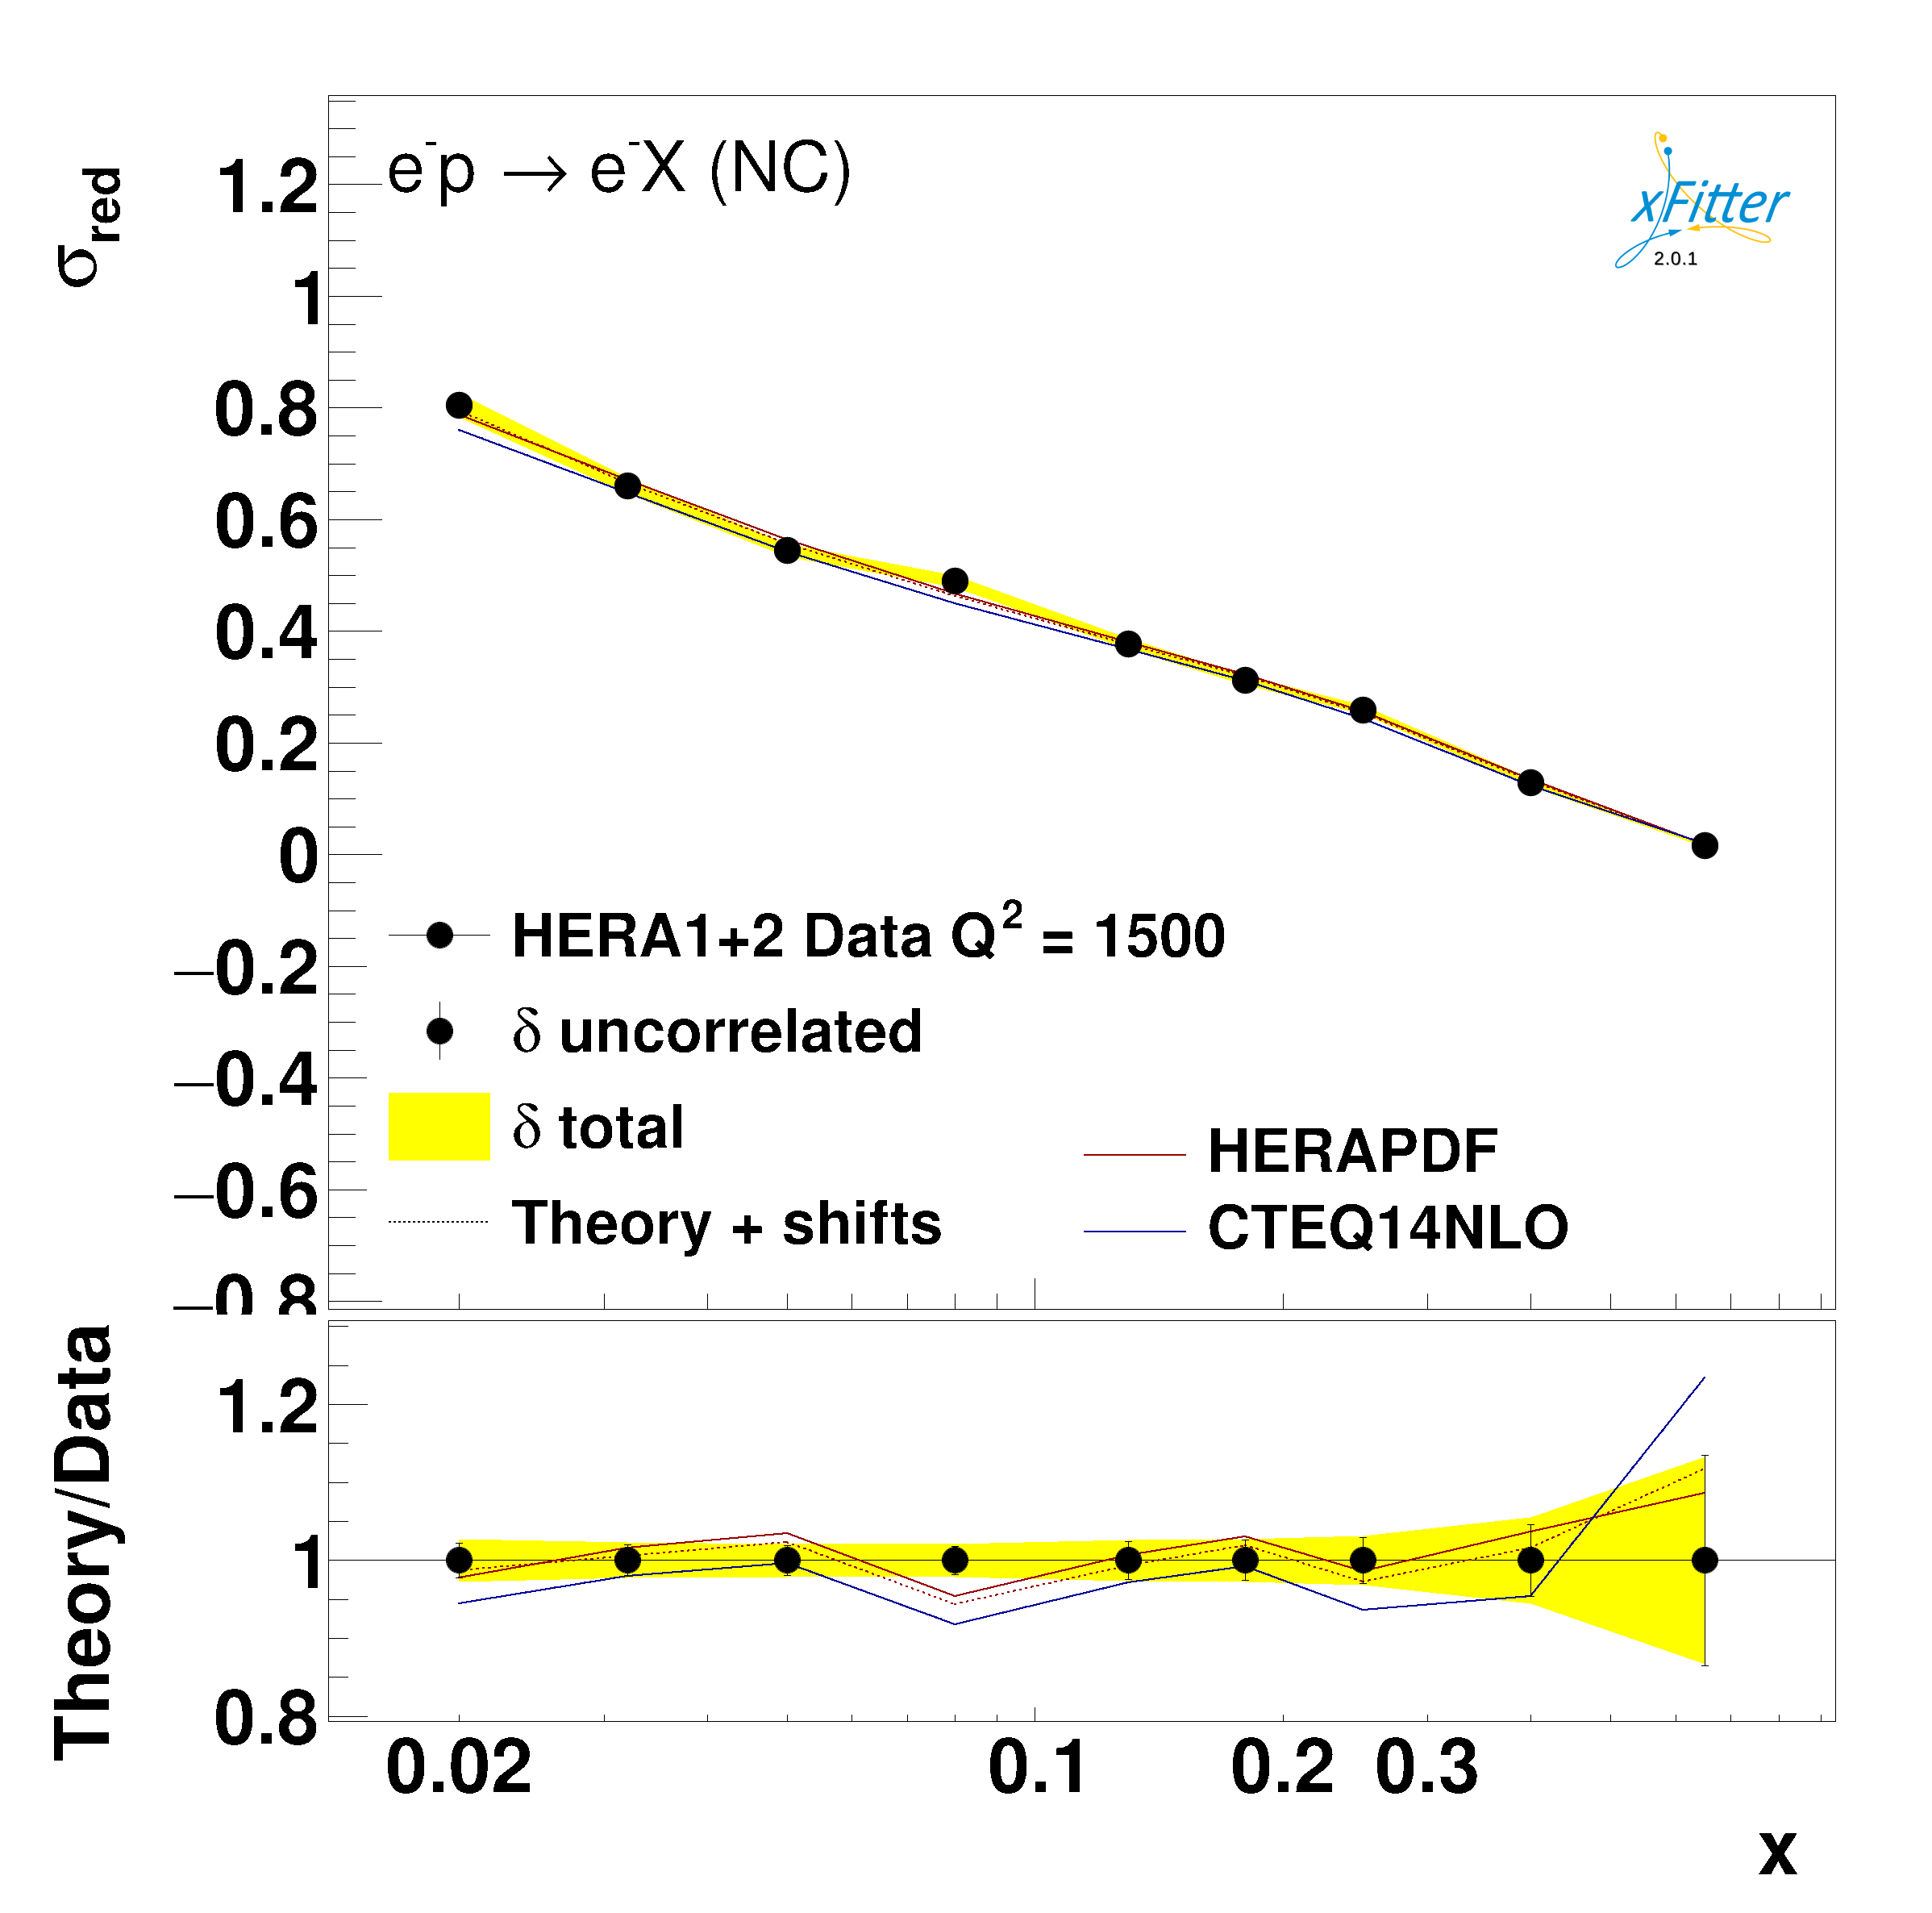 σred
1.2
1
0.8
0.6
0.4
0.2
0
−0.2
−0.4
−0.6
−0.8
e-p → e-X (NC)
xFitter
2.0.1
HERA1+2 Data Q2 = 1500
δ uncorrelated
δ total
Theory + shifts
HERAPDF
CTEQ14NLO
Theory/Data
1.2
1
0.8
0.02 0.1 0.2 0.3
x